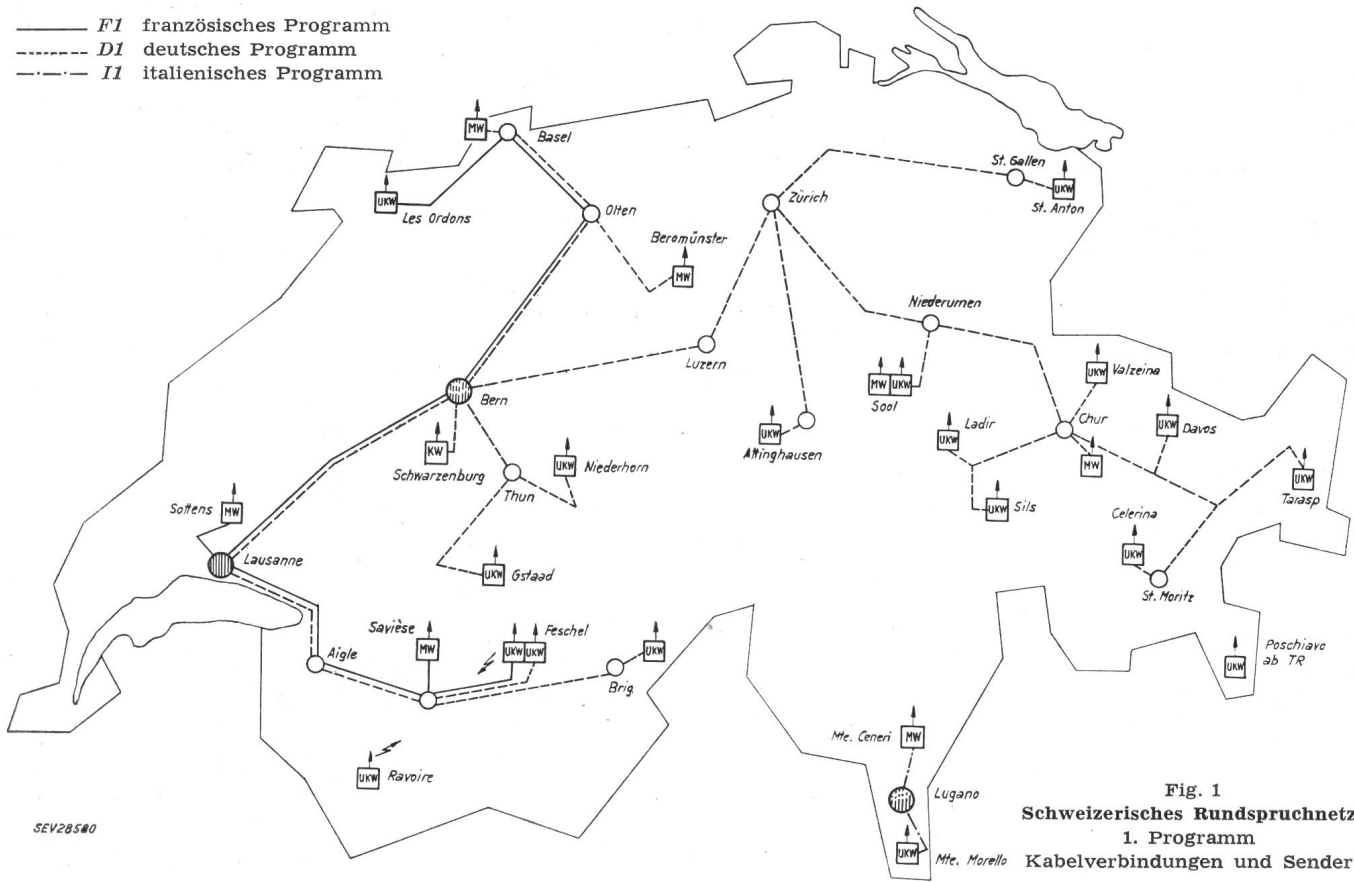 F1 französisches Programm
D1 deutsches Programm
I1 italienisches Programm
MW
Basel
UKW
Les Ordons
Olten
Beromünster
MW
Zürich
St. Gallen
UKW
St. Anton
Niederurnen
Luzern
MW UKW
Sool
UKW
Valzeina
Bern
KW
Schwarzenburg
UKW
Niederhorn
Thun
UKW
Attinghausen
Ladir
UKW
Chur
MW
UKW
Davos
UKW
Sils
UKW
Tarasp
Sottens
MW
Lausanne
UKW
Gstaad
Celerina
UKW
St. Moritz
Savièse
MW
Feschel
UKW UKW
UKW
Aigle
Brig.
Poschiavo
ab TR
UKW
UKW
Ravoire
Mte. Ceneri
MW
Lugano
UKW
Mte. Morello
SEV28580
Fig. 1
Schweizerisches Rundspruchnetz
1. Programm
Kabelverbindungen und Sender